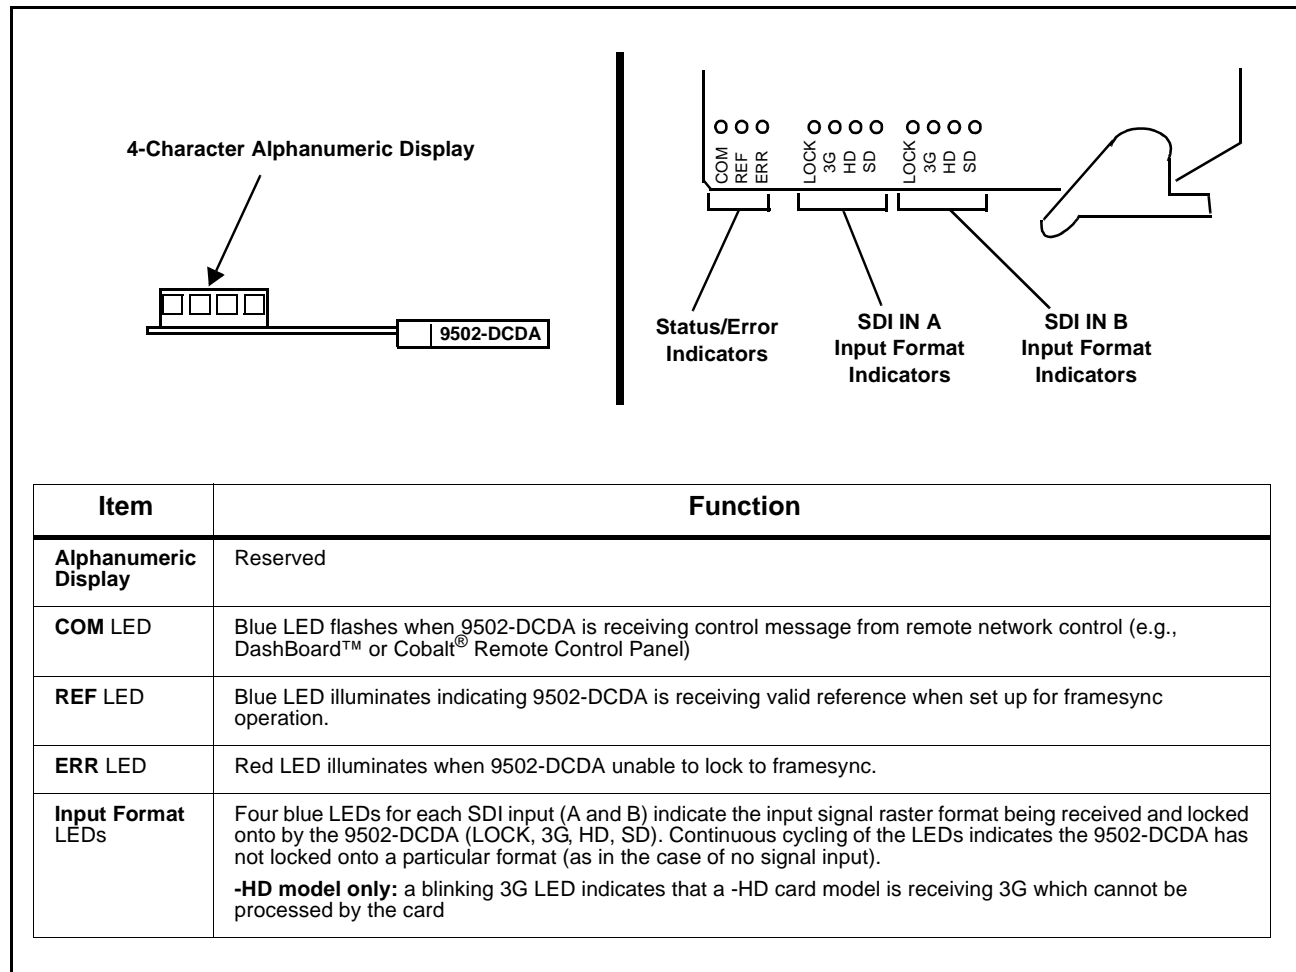 4-Character Alphanumeric Display
9502-DCDA
COM
REF
ERR
LOCK
3G
HD
SD
LOCK
3G
HD
SD
Status/Error
Indicators
SDI IN A
Input Format
Indicators
SDI IN B
Input Format
Indicators
Item Function
Alphanumeric
Display
Reserved
COM LED
Blue LED flashes when 9502-DCDA is receiving control message from remote network control (e.g.,
DashBoard™ or Cobalt® Remote Control Panel)
REF LED
Blue LED illuminates indicating 9502-DCDA is receiving valid reference when set up for framesync
operation.
ERR LED
Red LED illuminates when 9502-DCDA unable to lock to framesync.
Input Format
LEDs
Four blue LEDs for each SDI input (A and B) indicate the input signal raster format being received and locked
onto by the 9502-DCDA (LOCK, 3G, HD, SD). Continuous cycling of the LEDs indicates the 9502-DCDA has
not locked onto a particular format (as in the case of no signal input).
-HD model only: a blinking 3G LED indicates that a -HD card model is receiving 3G which cannot be
processed by the card